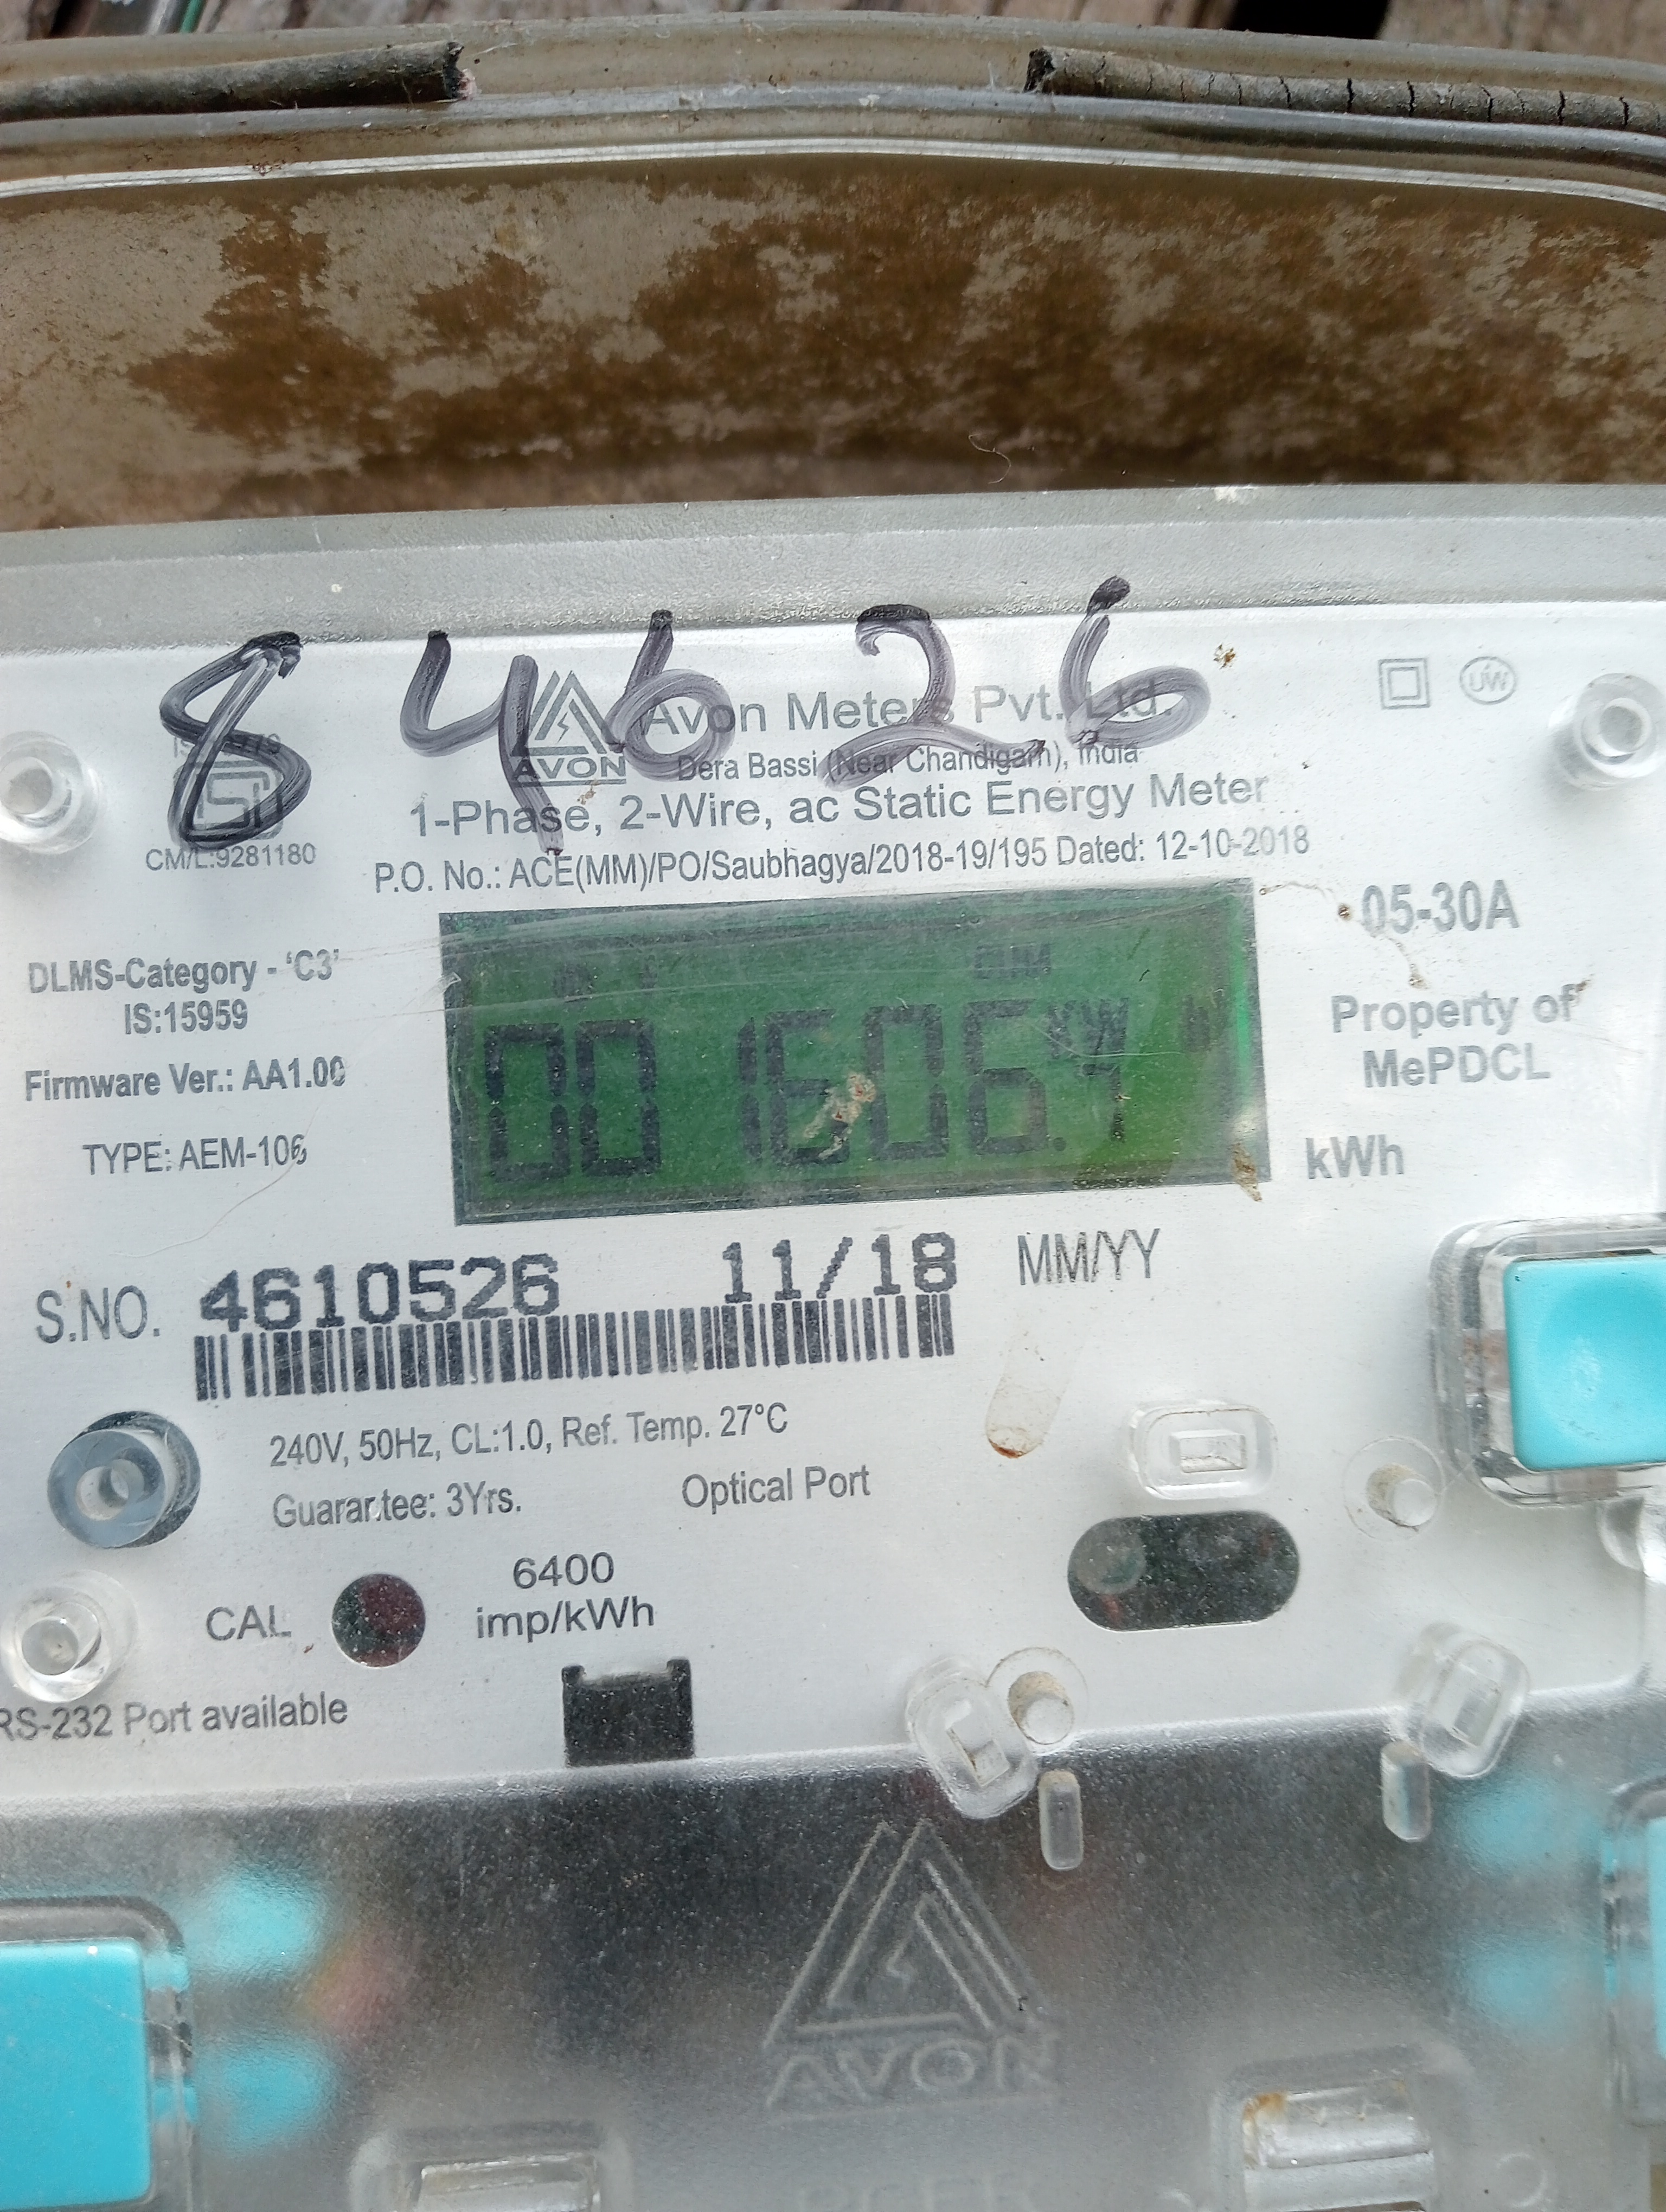 84626
AVON
Avon Meters Pvt. Ltd.
Dera Bassi (Near Chandigarh), India
1-Phase, 2-Wire, ac Static Energy Meter
CM/L:9281180
P.O. No.: ACE(MM)/PO/Saubhagya/2018-19/195 Dated: 12-10-2018
05-30A
DLMS-Category - 'C3'
IS:15959
Firmware Ver.: AA1.00
TYPE: AEM-106
CUM
KW H
Property of
MePDCL
kWh
S.NO. 4610526 11/18 MM/YY
240V, 50Hz, CL:1.0, Ref. Temp. 27°C
Guarantee: 3Yrs.
Optical Port
CAL
6400
imp/kWh
RS-232 Port available
AVON